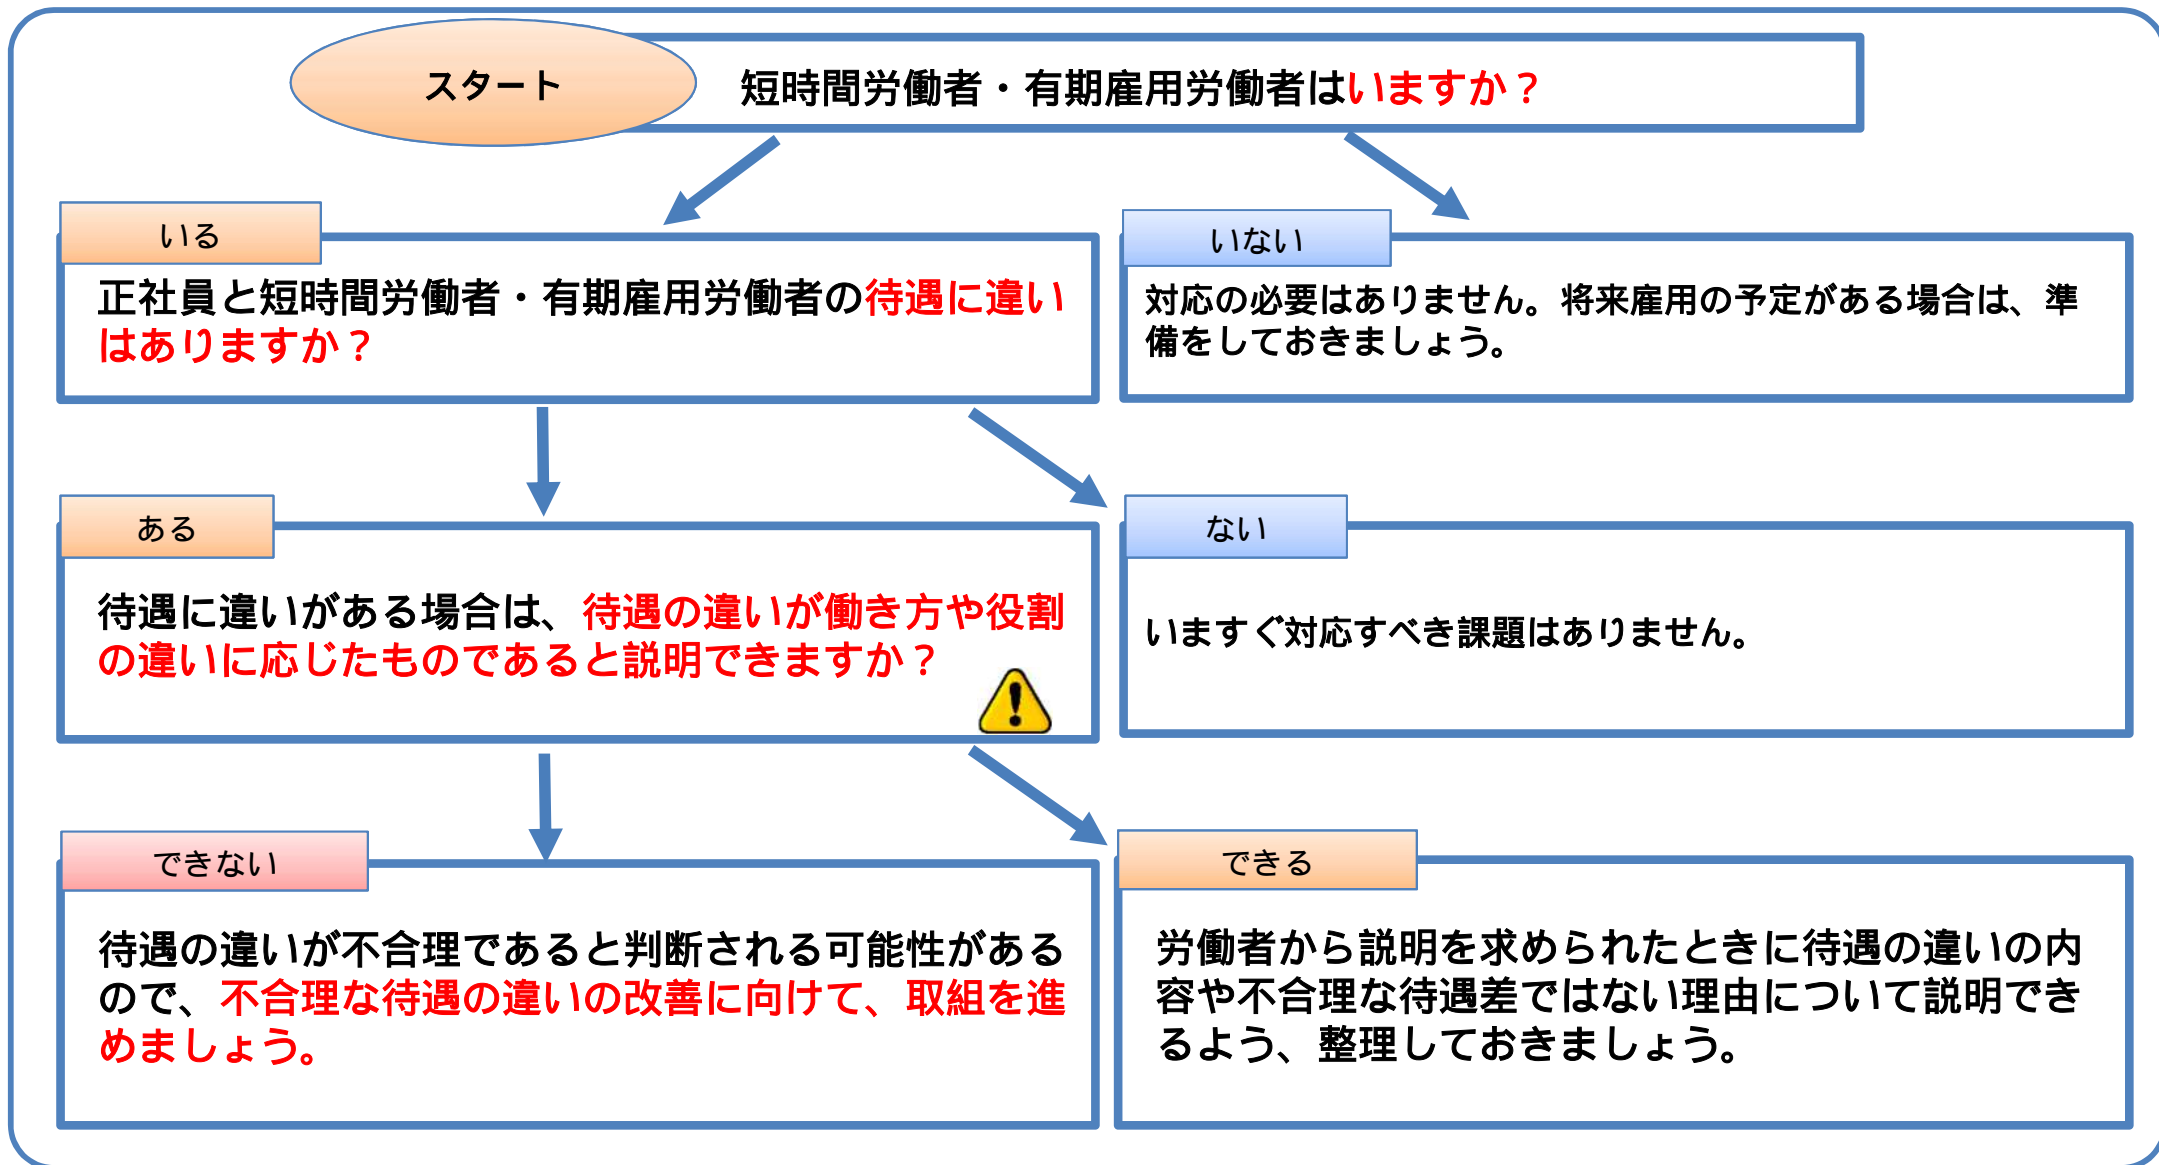 スタート
短時間労働者・有期雇用労働者はいますか？
いる
正社員と短時間労働者・有期雇用労働者の待遇に違い
はありますか？
いない
対応の必要はありません。将来雇用の予定がある場合は、準
備をしておきましょう。
ある
待遇に違いがある場合は、待遇の違いが働き方や役割
の違いに応じたものであると説明できますか？
ない
いますぐ対応すべき課題はありません。
できない
待遇の違いが不合理であると判断される可能性がある
ので、不合理な待遇の違いの改善に向けて、取組を進
めましょう。
できる
労働者から説明を求められたときに待遇の違いの内
容や不合理な待遇差ではない理由について説明でき
るよう、整理しておきましょう。